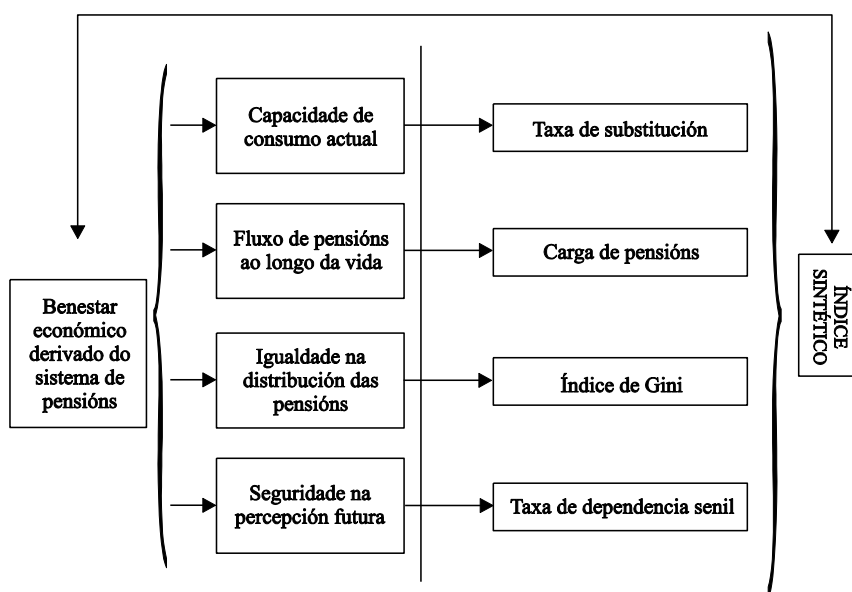 Benestar
económico
derivado do
sistema de
pensións
Capacidade de
consumo actual
Taxa de substitución
Fluxo de pensións
ao longo da vida
Carga de pensións
Igualdade na
distribución das
pensións
Índice de Gini
Seguridade na
percepción futura
Taxa de dependencia senil
ÍNDICE
SINTÉTICO